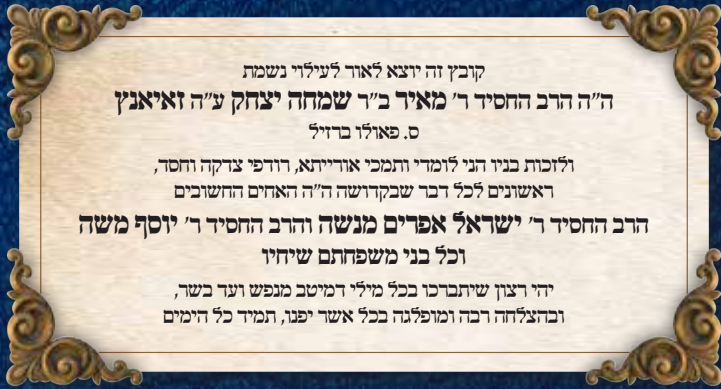 קובץ זה יוצא לאור לעילוי נשמת
ה"ה הרב החסיד ר' מאיר ב"ר שמחה יצחק ע"ה זאיאנץ
ס. פאולו ברזיל
ולזכות בניו הני לומדי ותמכי אורייתא, רודפי צדקה וחסד,
ראשונים לכל דבר שבקדושה ה"ה האחים החשובים
הרב החסיד ר' ישראל אפרים מנשה והרב החסיד ר' יוסף משה
וכל בני משפחתם שיחיו
יהי רצון שיתברכו בכל מילי דמיטב מנפש ועד בשר,
ובהצלחה רבה ומופלגה בכל אשר יפנו, תמיד כל הימים